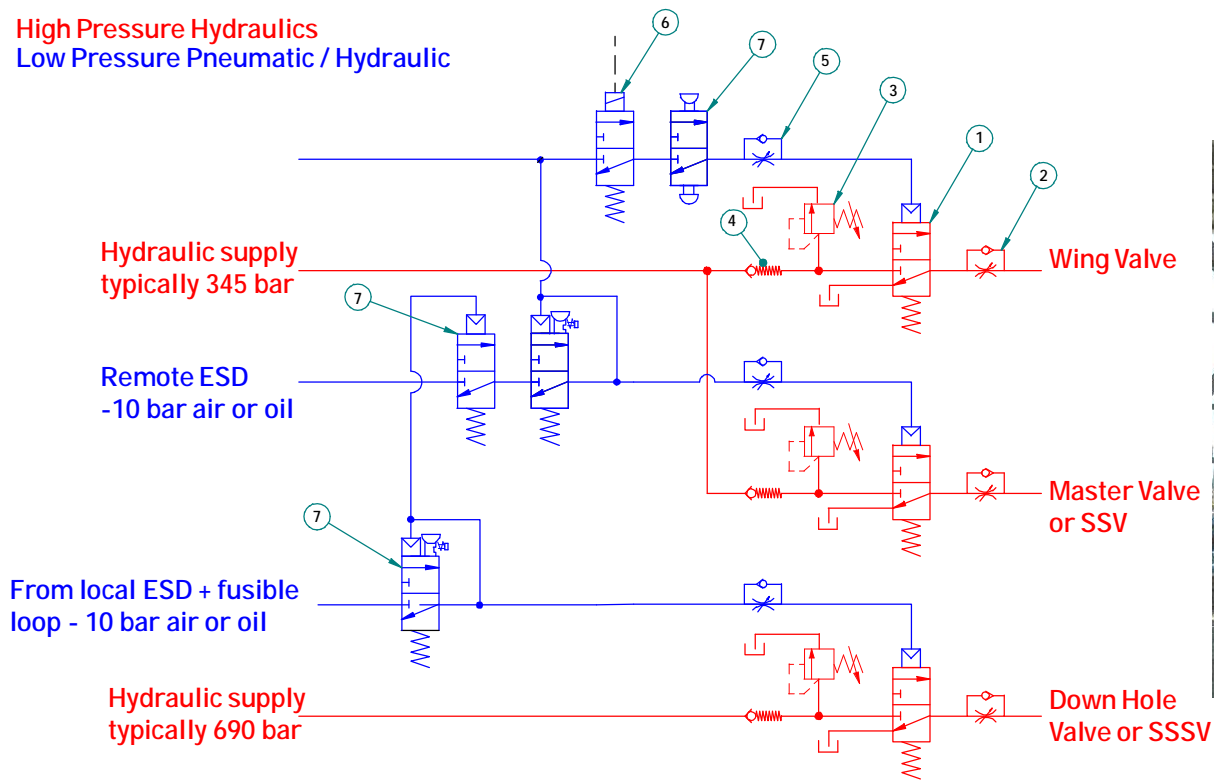 High Pressure Hydraulics
Low Pressure Pneumatic / Hydraulic
6
7
5
3
1
2
4
Hydraulic supply
typically 345 bar
Wing Valve
7
Remote ESD
-10 bar air or oil
Master Valve
or SSV
7
From local ESD + fusible
loop - 10 bar air or oil
Hydraulic supply
typically 690 bar
Down Hole
Valve or SSSV